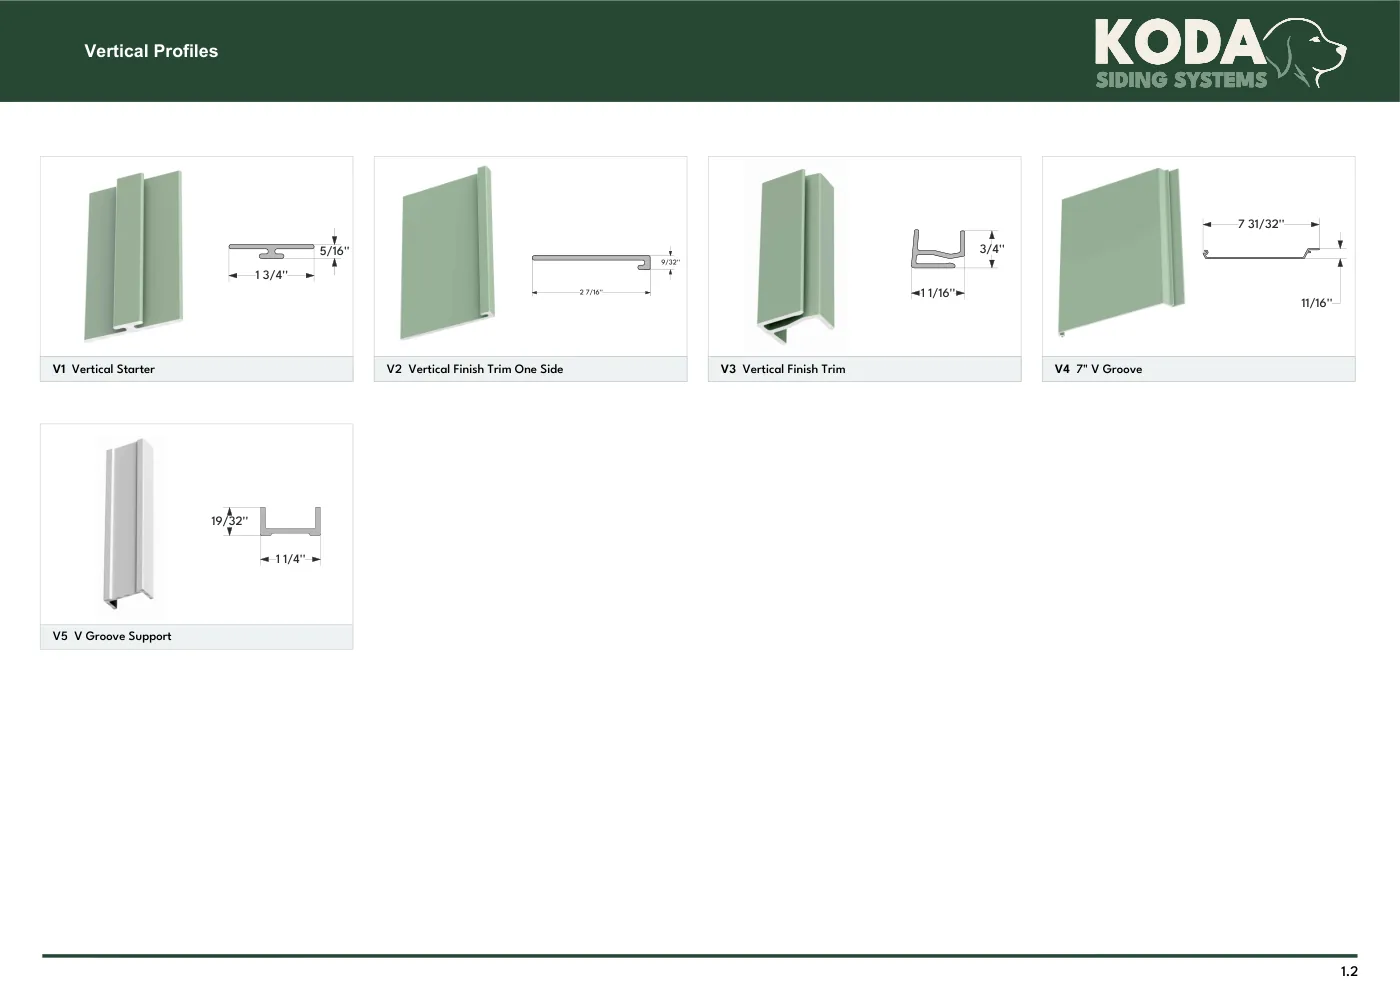 Vertical Profiles
KODA
SIDING SYSTEMS
5/16"
1 3/4"
V1 Vertical Starter
9/32"
2 7/16"
V2 Vertical Finish Trim One Side
3/4"
1 1/16"
V3 Vertical Finish Trim
7 31/32"
11/16"
V4 7" V Groove
19/32"
1 1/4"
V5 V Groove Support
1.2